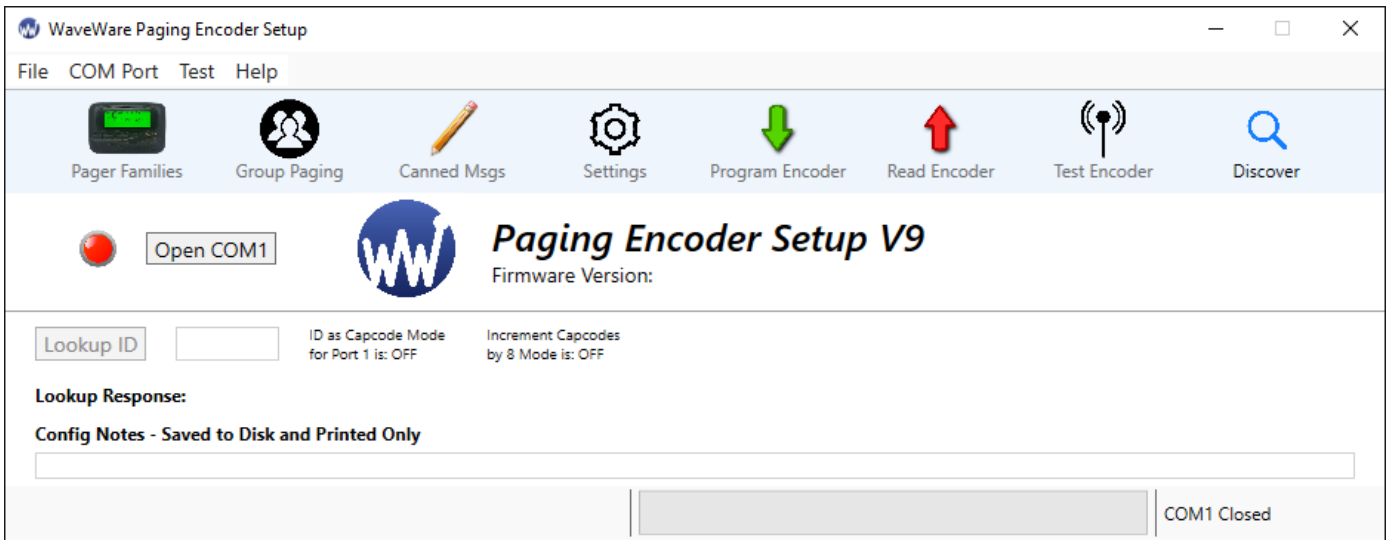 WaveWare Paging Encoder Setup
File COM Port Test Help
Pager Families Group Paging Canned Msgs Settings Program Encoder Read Encoder Test Encoder Discover
Open COM1
WW
Paging Encoder Setup V9
Firmware Version:
Lookup ID
ID as Capcode Mode
for Port 1 is: OFF
Increment Capcodes
by 8 Mode is: OFF
Lookup Response:
Config Notes - Saved to Disk and Printed Only
COM1 Closed